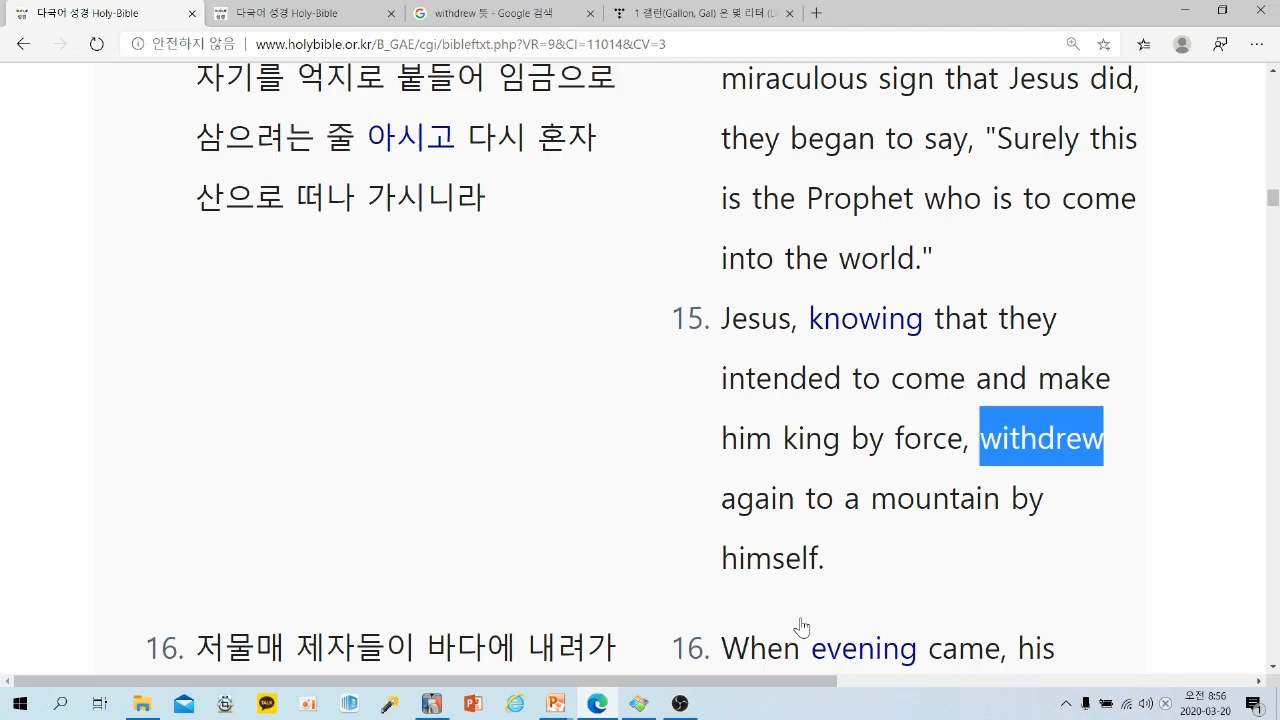 다국어 성경 Holy-Bible
다국어 성경 Holy-Bible
withdrew 뜻 - Google 검색
1 갤런(Gallon, Gal) 은 몇 리터 (L
안전하지 않음 www.holybible.or.kr/B_GAE/cgi/bibleftxt.php?VR=9&CI=11014&CV=3
자기를 억지로 붙들어 임금으로
삼으려는 줄 아시고 다시 혼자
산으로 떠나 가시니라
miraculous sign that Jesus did,
they began to say, "Surely this
is the Prophet who is to come
into the world."
15. Jesus, knowing that they
intended to come and make
him king by force, withdrew
again to a mountain by
himself.
16. 저물매 제자들이 바다에 내려가
16. When evening came, his
TALK
오전 8:56
2020-03-20
1